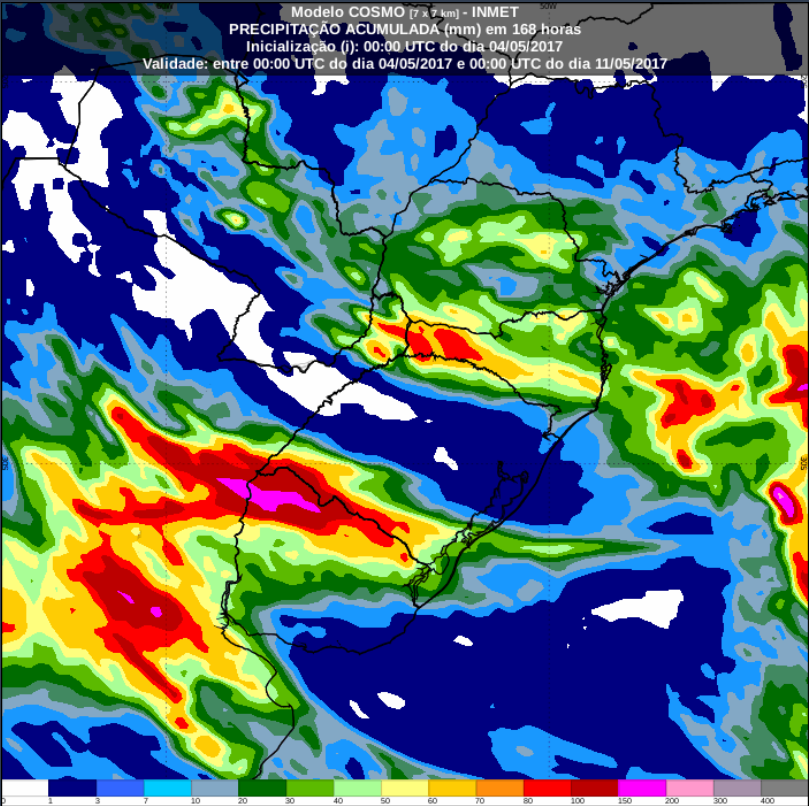 Modelo COSMO [7 x 7 km] - INMET
PRECIPITAÇÃO ACUMULADA (mm) em 168 horas
Inicialização (i): 00:00 UTC do dia 04/05/2017
Validade: entre 00:00 UTC do dia 04/05/2017 e 00:00 UTC do dia 11/05/2017
50W
30S
0 1 3 7 10 20 30 40 50 60 70 80 100 150 200 300 400